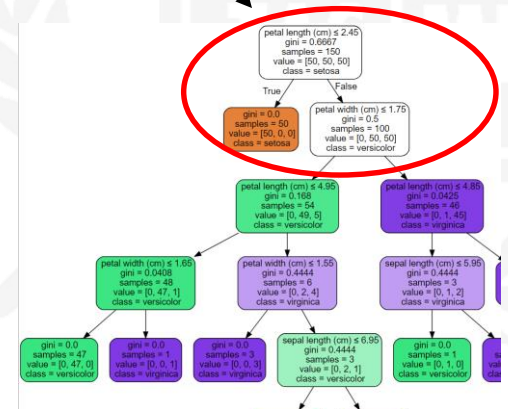 petal length (cm) ≤ 2.45
gini = 0.6667
samples = 150
value = [50, 50, 50]
class = setosa
True
False
gini = 0.0
samples = 50
value = [50, 0, 0]
class = setosa
petal width (cm) ≤ 1.75
gini = 0.5
samples = 100
value = [0, 50, 50]
class = versicolor
petal length (cm) ≤ 4.95
gini = 0.168
samples = 54
value = [0, 49, 5]
class = versicolor
petal length (cm) ≤ 4.85
gini = 0.0425
samples = 46
value = [0, 1, 45]
class = virginica
petal width (cm) ≤ 1.65
gini = 0.0408
samples = 48
value = [0, 47, 1]
class = versicolor
petal width (cm) ≤ 1.55
gini = 0.4444
samples = 6
value = [0, 2, 4]
class = virginica
sepal length (cm) ≤ 5.95
gini = 0.4444
samples = 3
value = [0, 1, 2]
class = virginica
gini = 0.0
samples = 47
value = [0, 47, 0]
class = versicolor
gini = 0.0
samples = 1
value = [0, 0, 1]
class = virginica
gini = 0.0
samples = 3
value = [0, 0, 3]
class = virginica
sepal length (cm) ≤ 6.95
gini = 0.4444
samples = 3
value = [0, 2, 1]
class = versicolor
gini = 0.0
samples = 1
value = [0, 1, 0]
class = versicolor